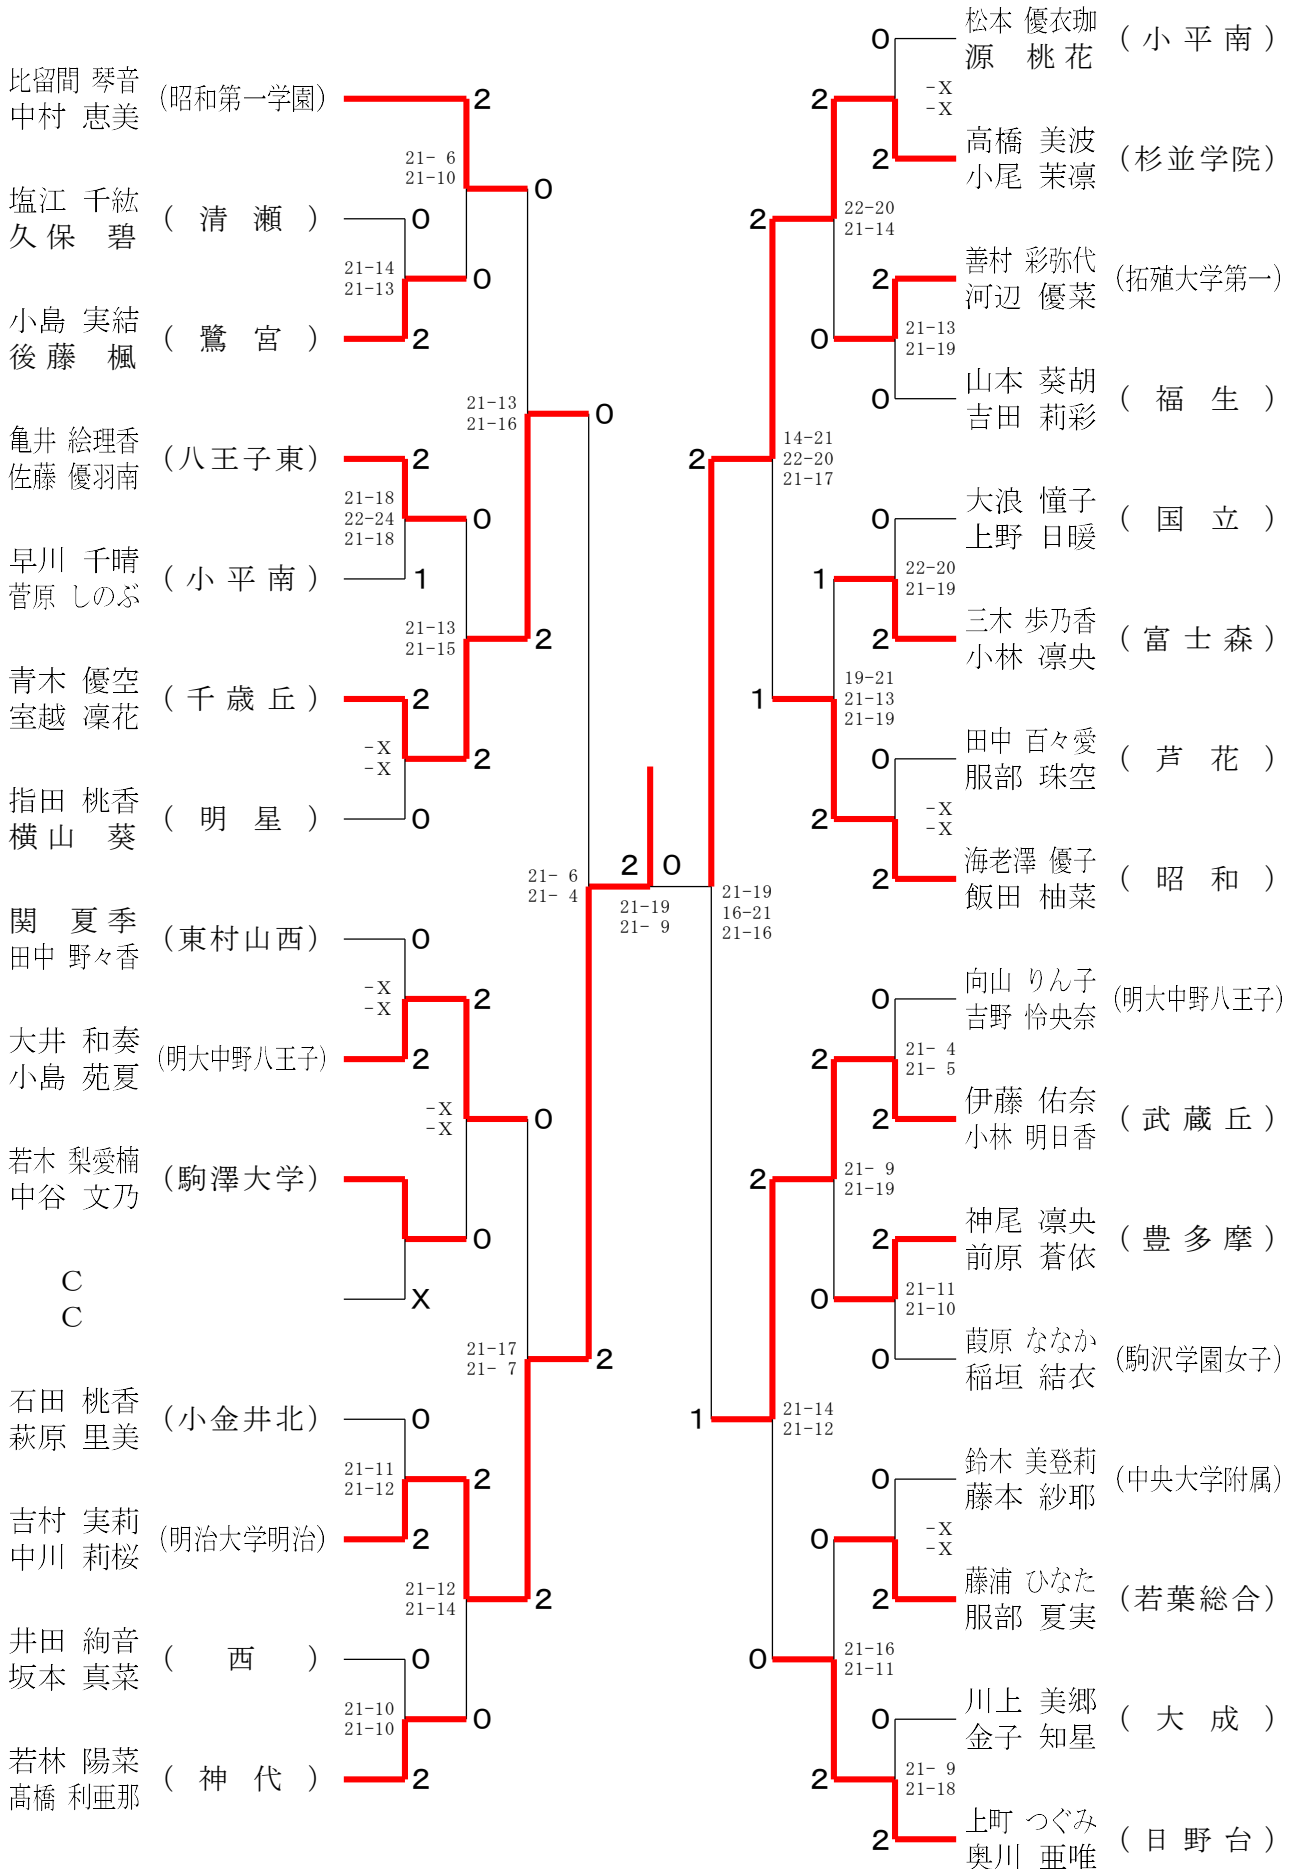 比留間 琴音
中村 恵美
(昭和第一学園)
2
21- 6
21-10
0
塩江 千紘
久保 碧
( 清 瀬 )
0
21-14
21-13
0
小島 実結
後藤 楓
( 鷺 宮 )
2
21-13
21-16
0
亀井 絵理香
佐藤 優羽南
(八王子東)
2
21-18
22-24
21-18
0
早川 千晴
菅原 しのぶ
( 小 平 南 )
1
21-13
21-15
2
青木 優空
室越 凜花
( 千 歳 丘 )
2
-X
-X
2
指田 桃香
横山 葵
( 明 星 )
0
21- 6
21- 4
2
0
21-19
21- 9
関 夏季
田中 野々香
(東村山西)
0
-X
-X
2
大井 和奏
小島 苑夏
(明大中野八王子)
2
-X
-X
0
若木 梨愛楠
中谷 文乃
(駒澤大学)
0
C
C
X
21-17
21- 7
2
石田 桃香
萩原 里美
(小金井北)
0
21-11
21-12
2
吉村 実莉
中川 莉桜
(明治大学明治)
2
21-12
21-14
2
井田 絢音
坂本 真菜
( 西 )
0
21-10
21-10
0
若林 陽菜
髙橋 利亜那
( 神 代 )
2
松本 優衣珈
源 桃花
( 小 平 南 )
0
-X
-X
2
高橋 美波
小尾 茉凛
(杉並学院)
2
22-20
21-14
2
善村 彩弥代
河辺 優菜
(拓殖大学第一)
2
21-13
21-19
0
山本 葵胡
吉田 莉彩
( 福 生 )
0
14-21
22-20
21-17
2
大浪 憧子
上野 日暖
( 国 立 )
0
22-20
21-19
1
三木 歩乃香
小林 凛央
( 富 士 森 )
2
19-21
21-13
21-19
1
田中 百々愛
服部 珠空
( 芦 花 )
0
-X
-X
2
海老澤 優子
飯田 柚菜
( 昭 和 )
2
21-19
16-21
21-16
向山 りん子
吉野 怜央奈
(明大中野八王子)
0
21- 4
21- 5
2
伊藤 佑奈
小林 明日香
( 武 蔵 丘 )
2
21- 9
21-19
2
神尾 凛央
前原 蒼依
( 豊 多 摩 )
2
21-11
21-10
0
葭原 ななか
稲垣 結衣
(駒沢学園女子)
0
21-14
21-12
1
鈴木 美登莉
藤本 紗耶
(中央大学附属)
0
-X
-X
0
藤浦 ひなた
服部 夏実
(若葉総合)
2
21-16
21-11
0
川上 美郷
金子 知星
( 大 成 )
0
21- 9
21-18
2
上町 つぐみ
奥川 亜唯
( 日 野 台 )
2